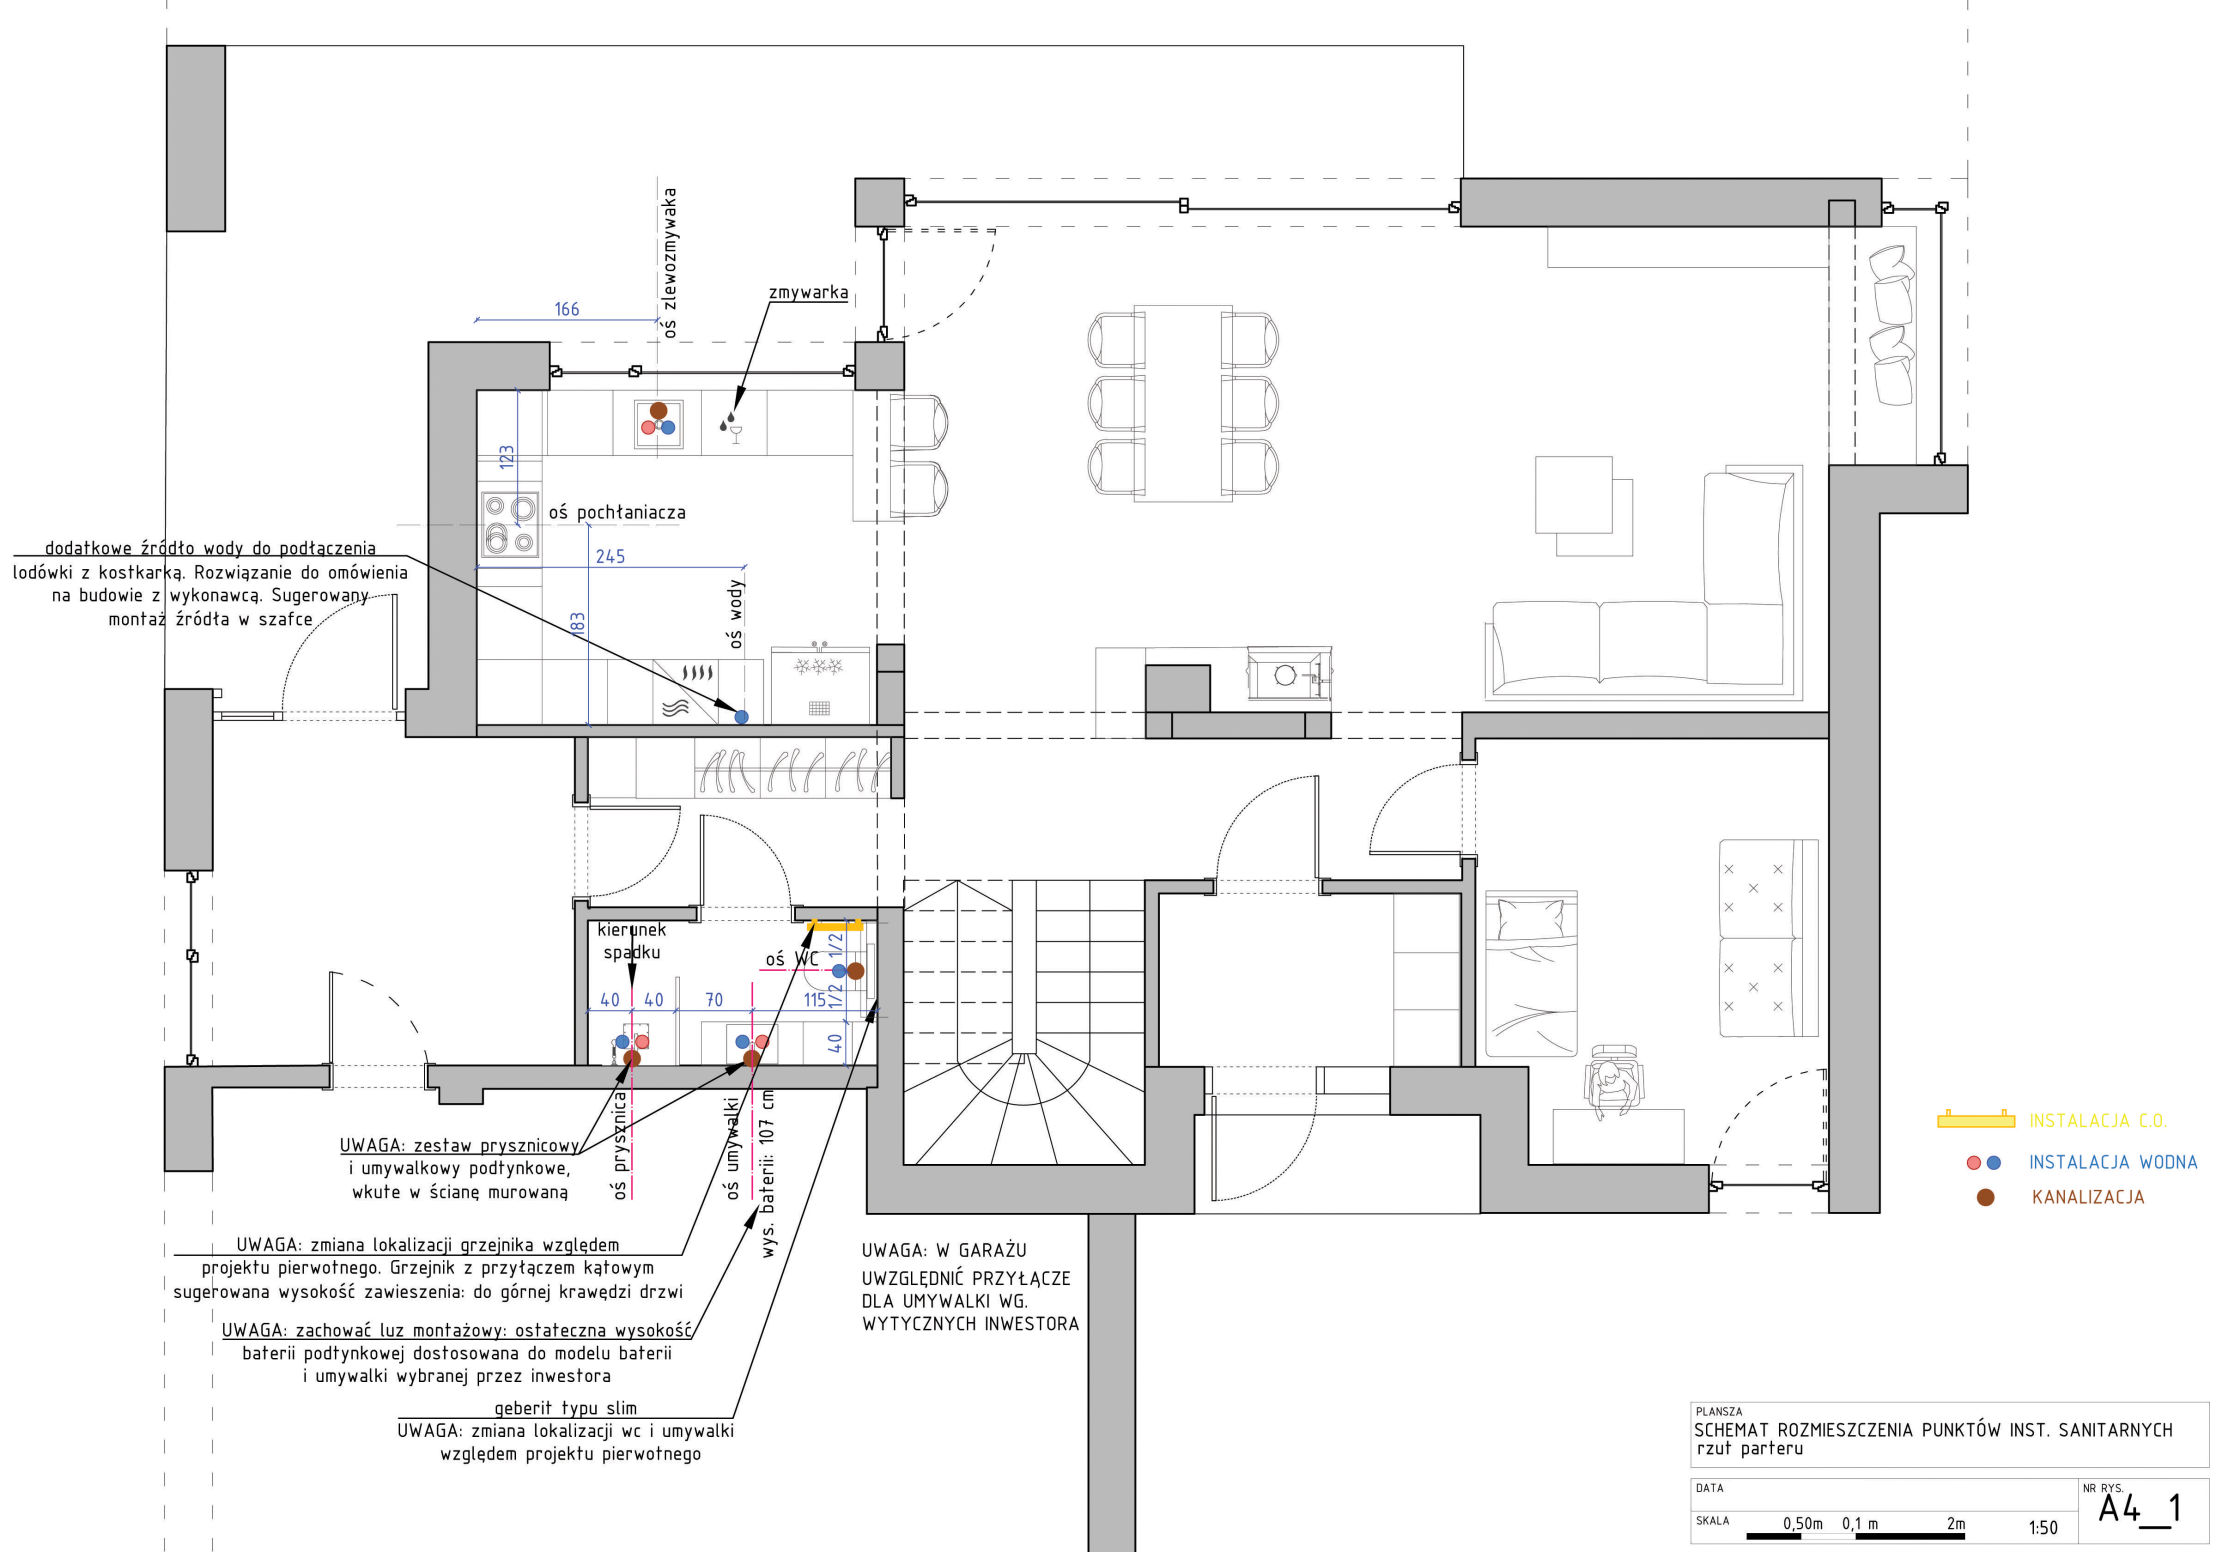 oś zlewozmywaka
zmywarka
166
123
oś pochłaniacza
245
183
oś wody
dodatkowe źródło wody do podłaczenia
lodówki z kostkarką. Rozwiązanie do omówienia
na budowie z wykonawcą. Sugerowany
montaż źródła w szafce
kierunek
spadku
oś WC
1/2
1/2
40
40
70
115
40
oś prysznica
oś umywalki
wys. baterii: 107 cm
UWAGA: zestaw prysznicowy
i umywalkowy podtynkowe,
wkute w ścianę murowaną
UWAGA: zmiana lokalizacji grzejnika względem
projektu pierwotnego. Grzejnik z przyłączem kątowym
sugerowana wysokość zawieszenia: do górnej krawędzi drzwi
UWAGA: zachować luz montażowy: ostateczna wysokość
baterii podtynkowej dostosowana do modelu baterii
i umywalki wybranej przez inwestora
geberit typu slim
UWAGA: zmiana lokalizacji wc i umywalki
względem projektu pierwotnego
UWAGA: W GARAŻU
UWZGLĘDNIĆ PRZYŁĄCZE
DLA UMYWALKI WG.
WYTYCZNYCH INWESTORA
INSTALACJA C.O.
INSTALACJA WODNA
KANALIZACJA
PLANSZA
SCHEMAT ROZMIESZCZENIA PUNKTÓW INST. SANITARNYCH
rzut parteru
DATA
SKALA
0,50m 0,1 m 2m
1:50
NR RYS.
A4_1